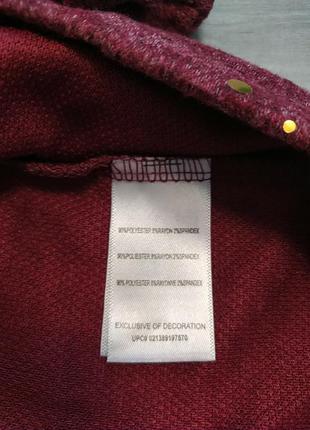 90%POLYESTER 8%RAYON 2%SPANDEX
90%POLYESTER 8%RAYON 2%SPANDEX
90%POLYESTER 8%RAYONNE 2%SPANDEX
EXCLUSIVE OF DECORATION
UPC# 021389197570